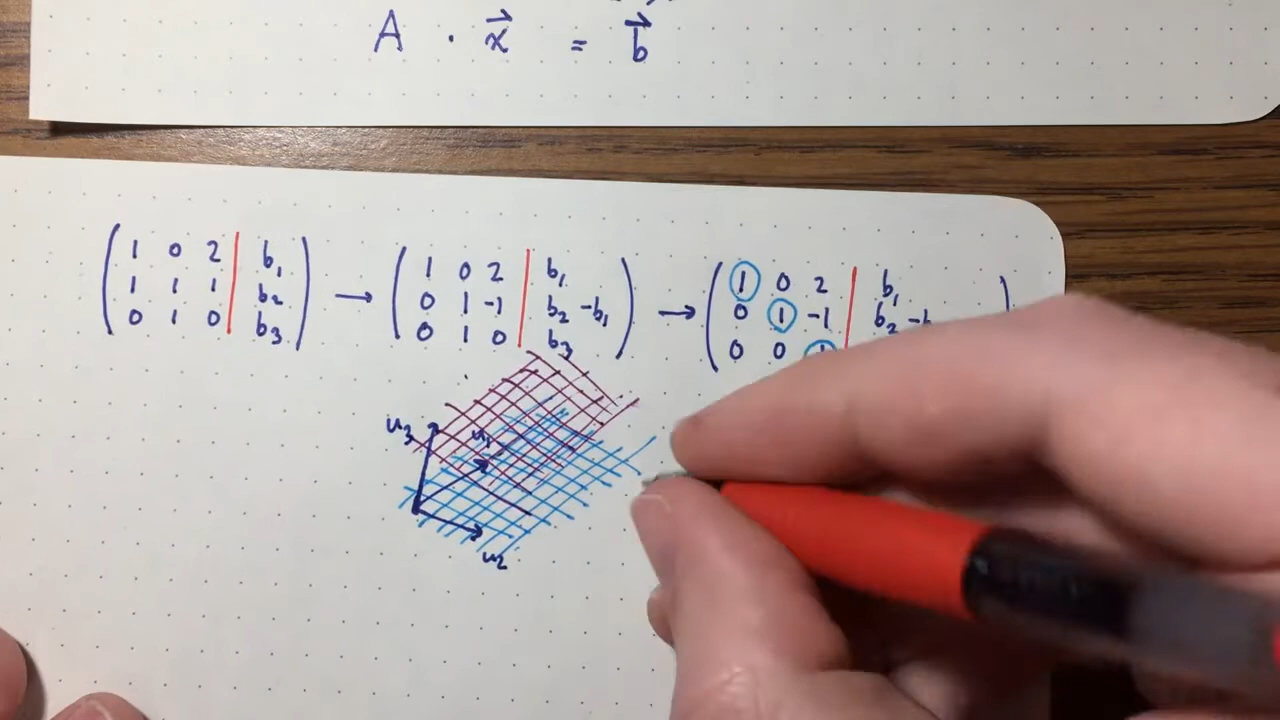 A · x⃗ = b⃗
1 0 2 | b₁ → 1 0 2 | b₁ → 1 0 2 | b₁
1 1 1 | b₂ 0 1 -1 | b₂ -b₁ 0 1 -1 | b₂ -b
0 1 0 | b₃ 0 1 0 | b₃ 0 0 1
u₃ u₁
u₂